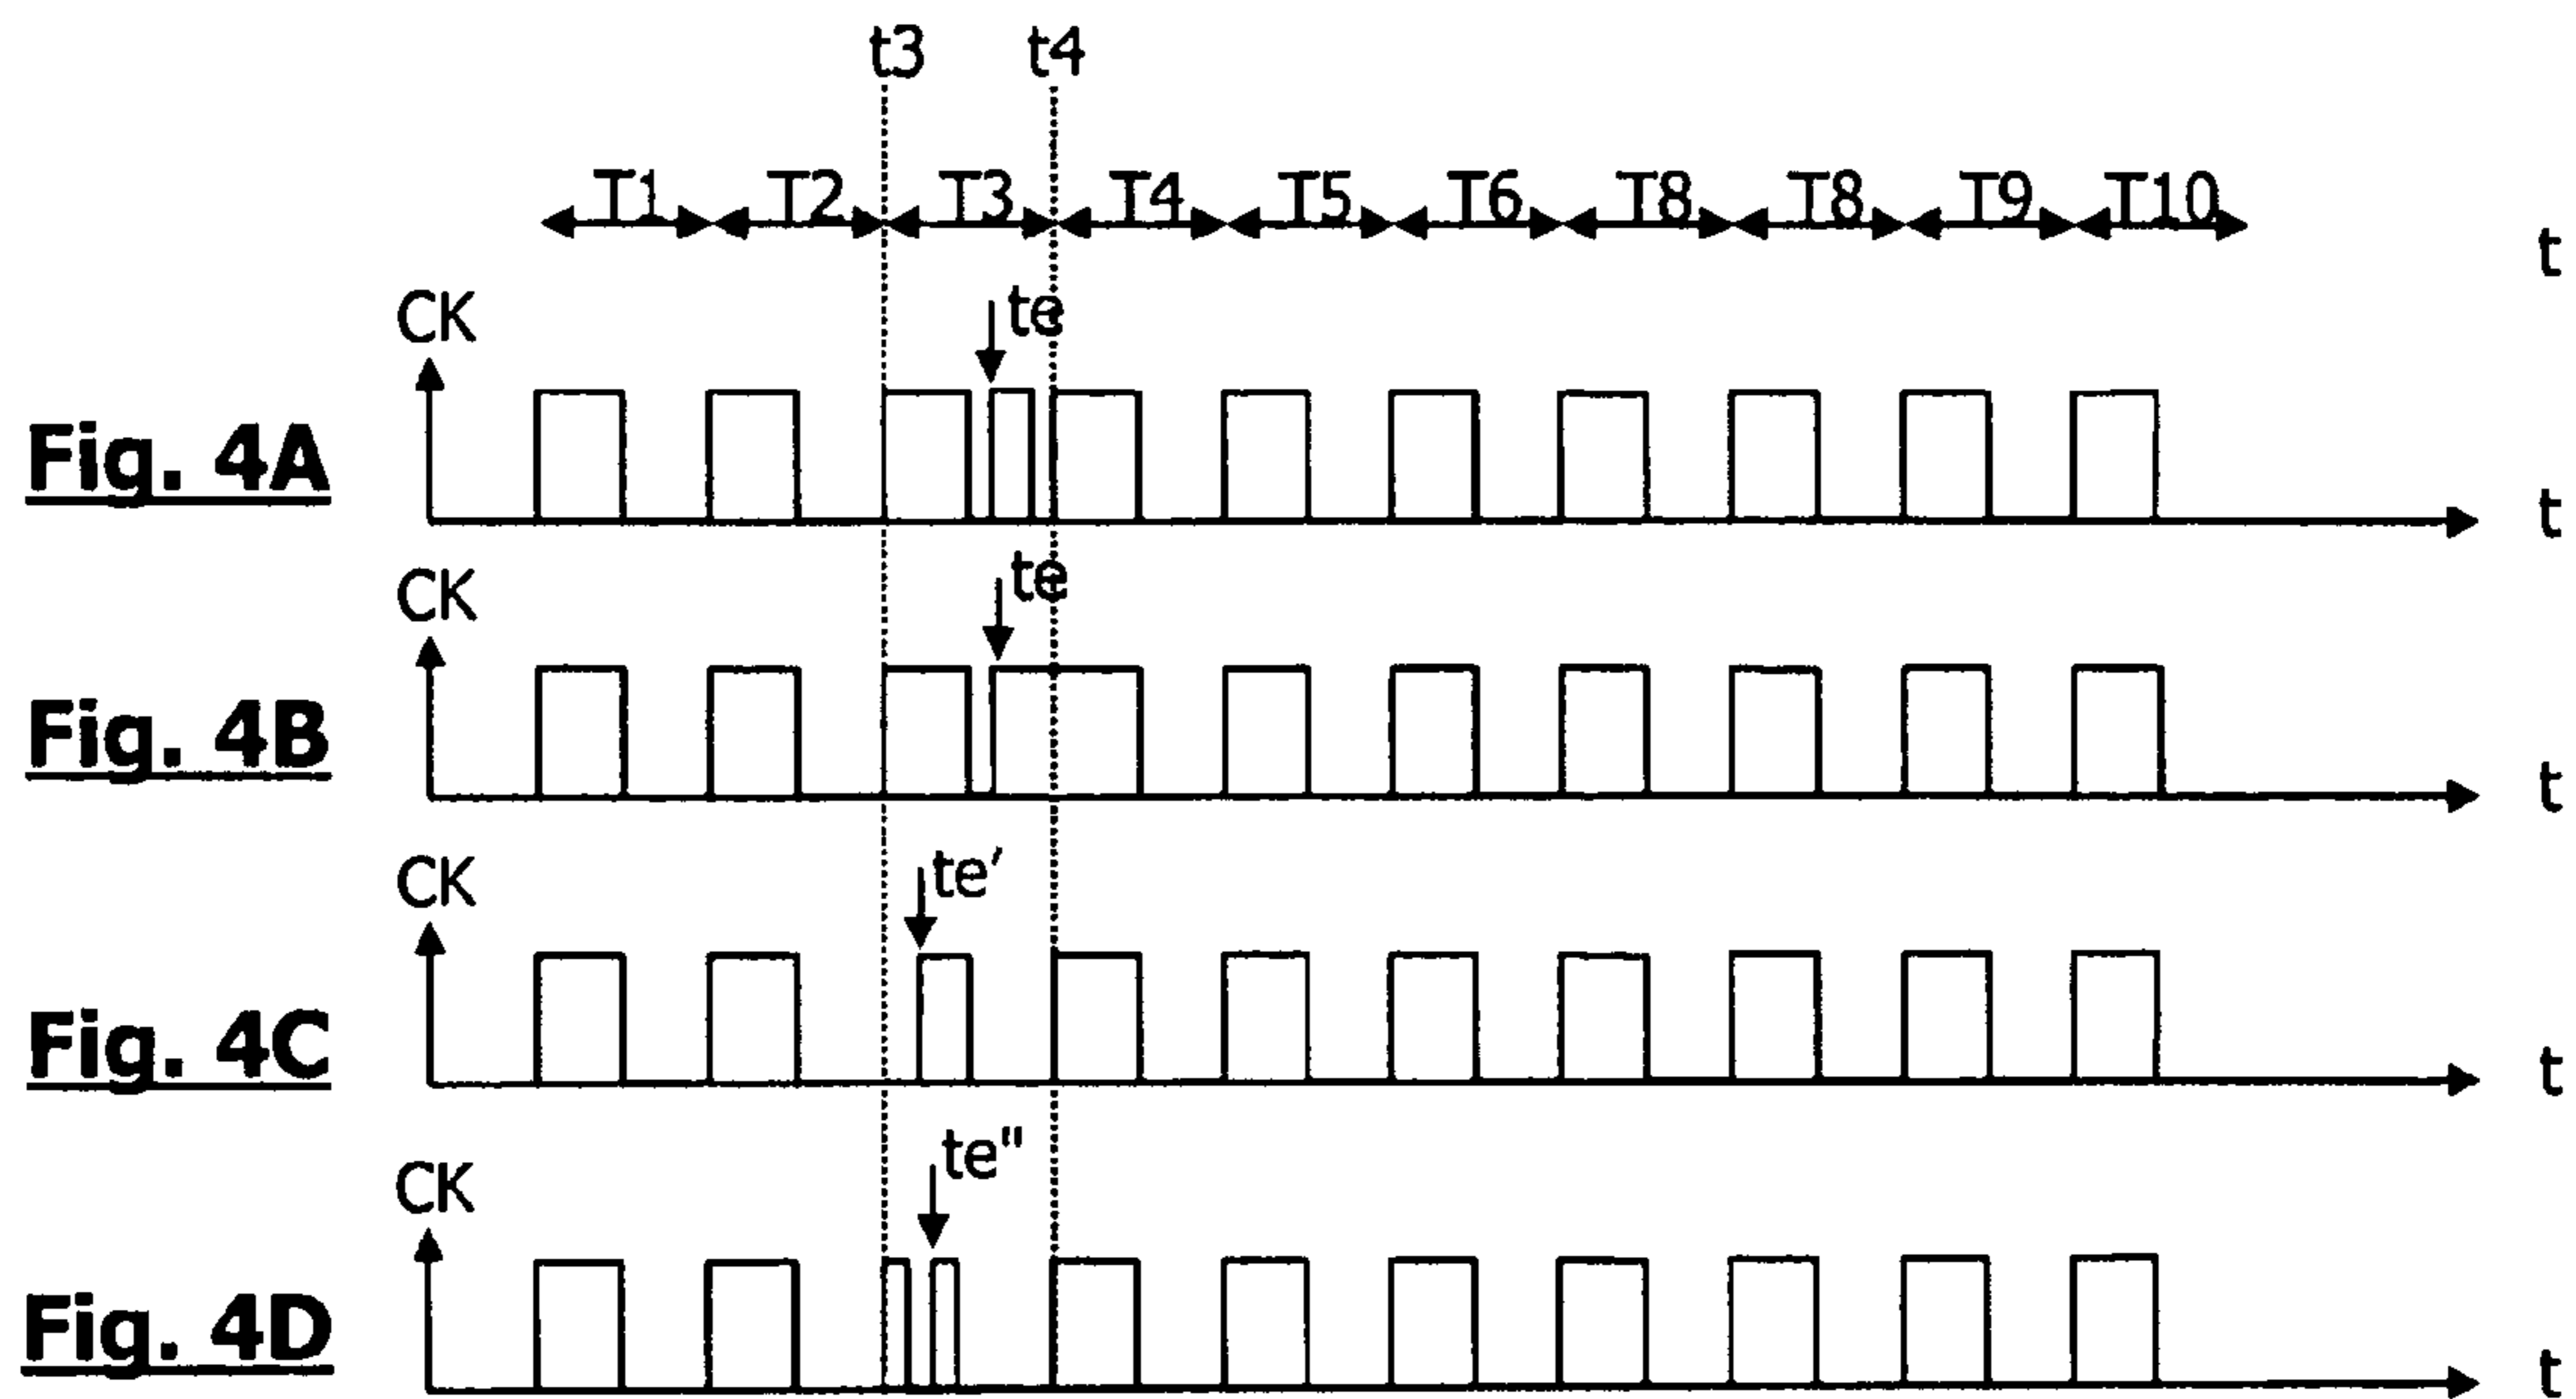 t3 t4
T1 T2 T3 T4 T5 T6 T8 T8 T9 T10
t
CK te
Fig. 4A
t
CK te
Fig. 4B
t
CK te′
Fig. 4C
t
CK te"
Fig. 4D
t